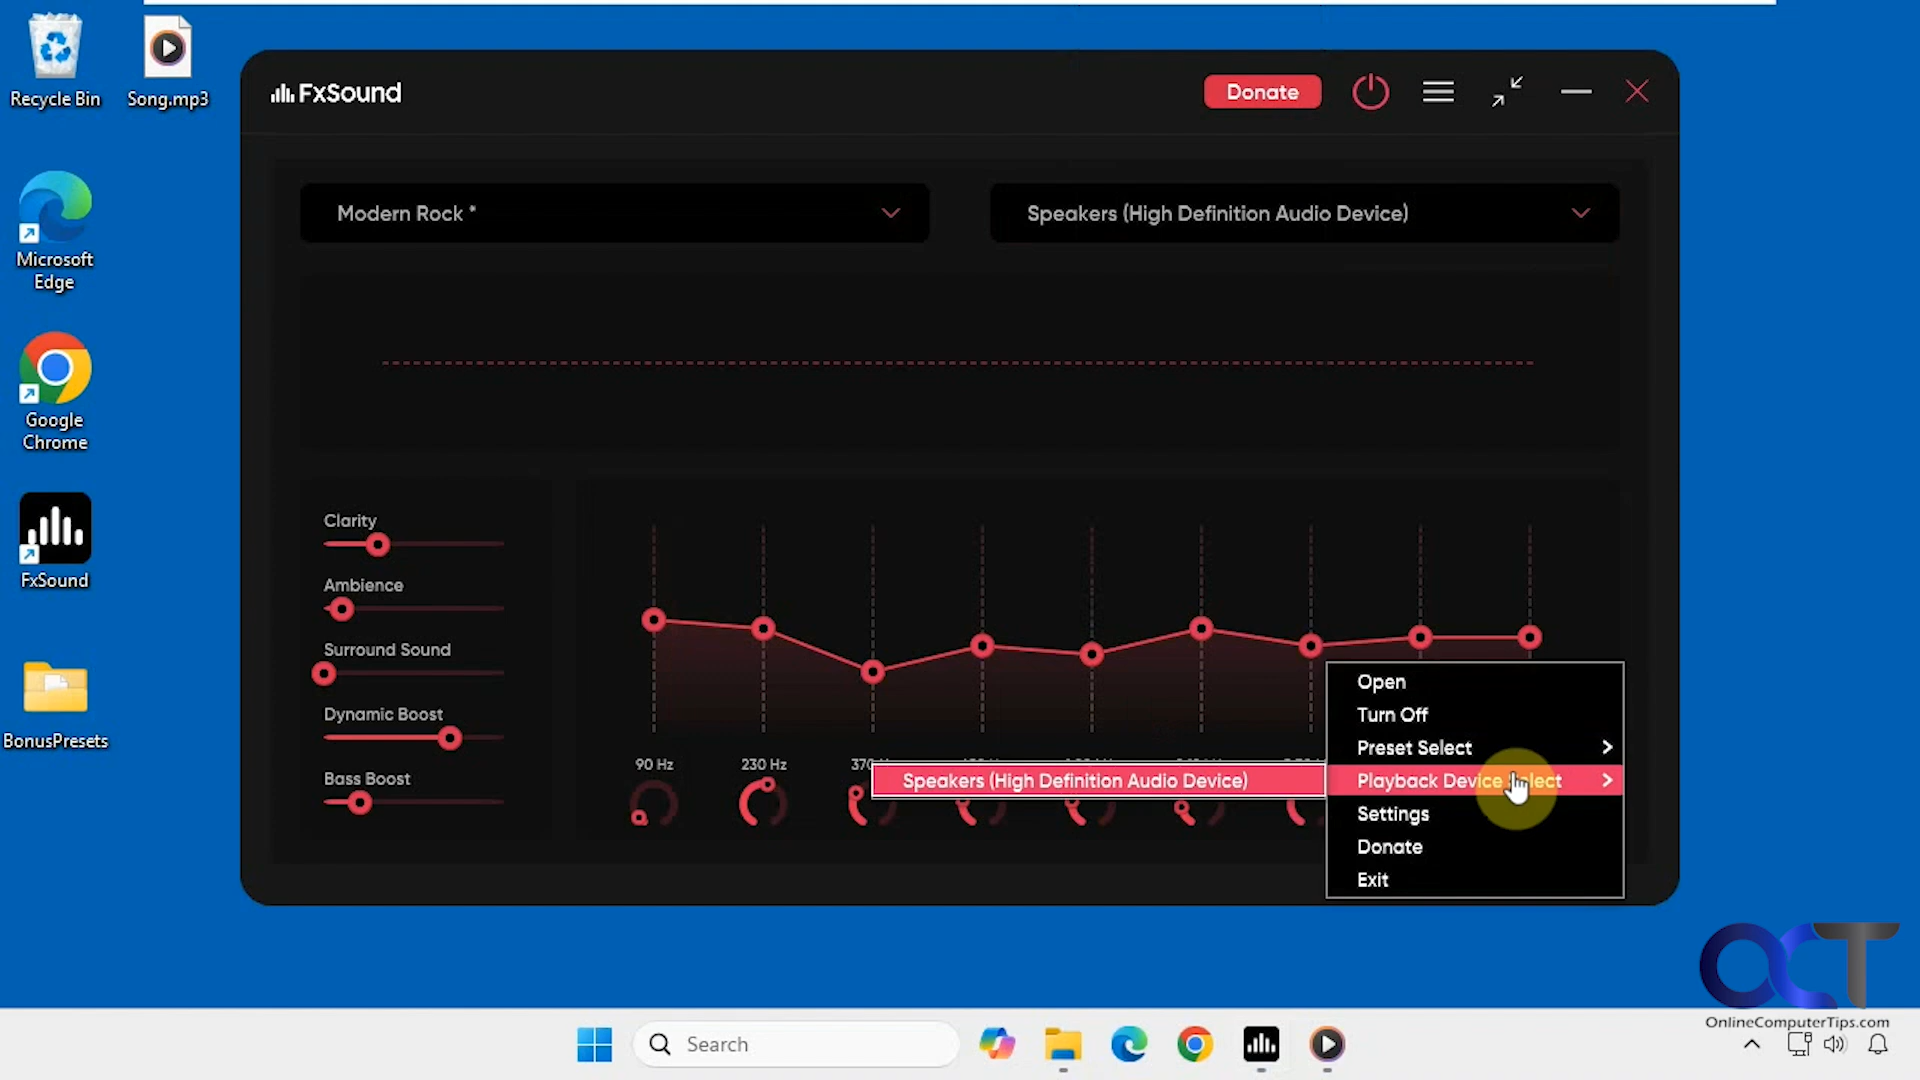 Recycle Bin
Song.mp3
FxSound
Donate
Microsoft
Edge
Modern Rock *
Speakers (High Definition Audio Device)
Google
Chrome
Clarity
Ambience
Surround Sound
Dynamic Boost
Bass Boost
FxSound
BonusPresets
90 Hz
230 Hz
Open
Turn Off
Preset Select
Speakers (High Definition Audio Device)
Playback Device Select
Settings
Donate
Exit
OCT
OnlineComputerTips.com
Search